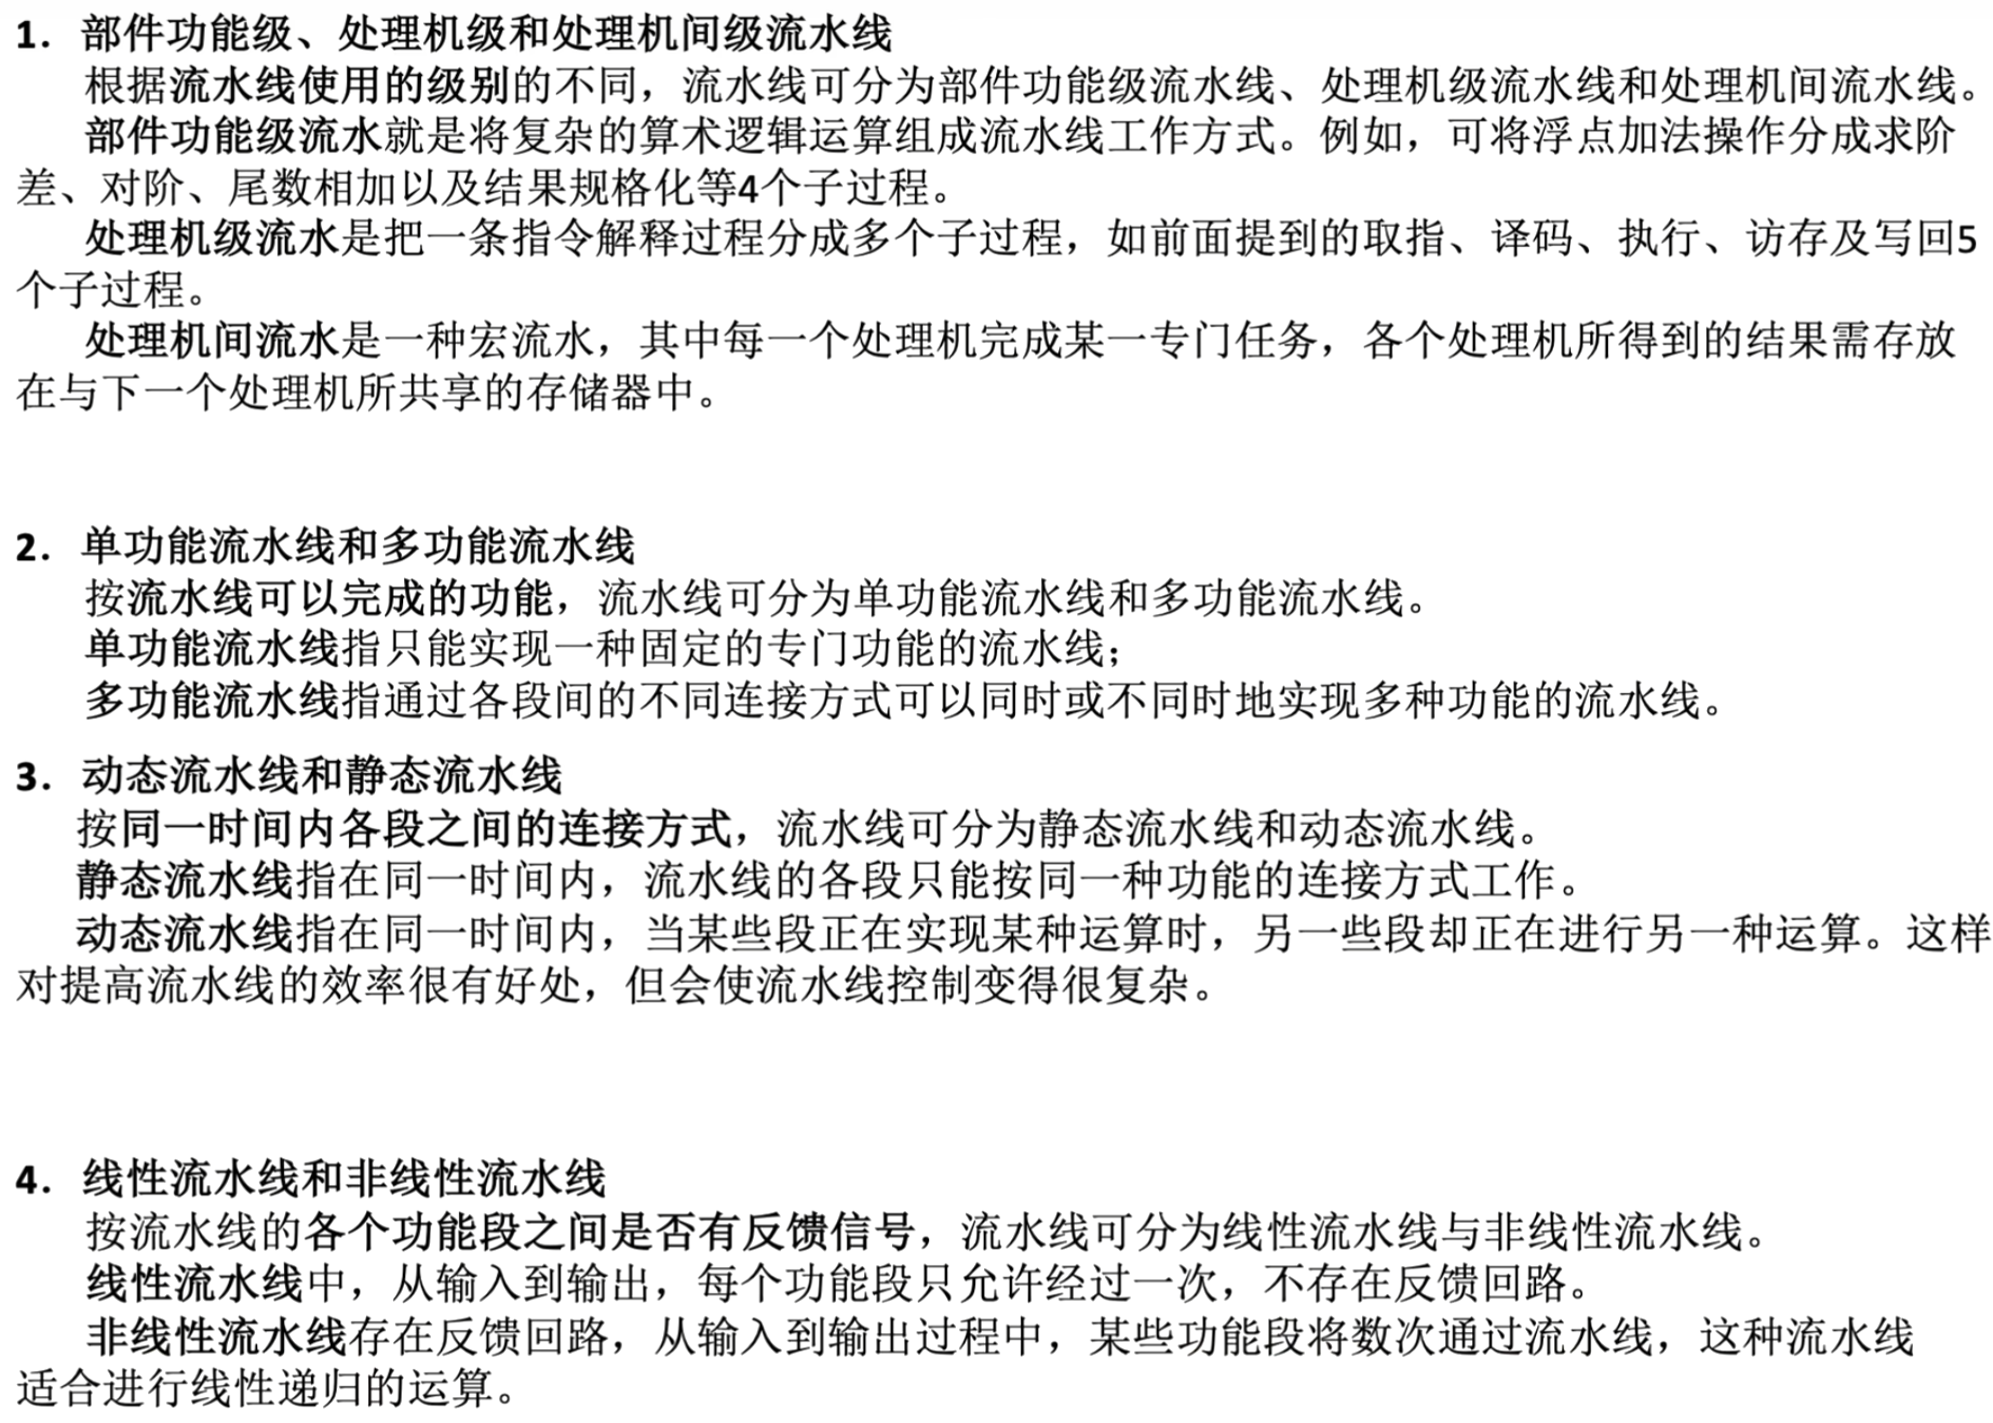 1. 部件功能级、处理机级和处理机间级流水线
根据流水线使用的级别的不同，流水线可分为部件功能级流水线、处理机级流水线和处理机间流水线。
部件功能级流水就是将复杂的算术逻辑运算组成流水线工作方式。例如，可将浮点加法操作分成求阶
差、对阶、尾数相加以及结果规格化等4个子过程。
处理机级流水是把一条指令解释过程分成多个子过程，如前面提到的取指、译码、执行、访存及写回5
个子过程。
处理机间流水是一种宏流水，其中每一个处理机完成某一专门任务，各个处理机所得到的结果需存放
在与下一个处理机所共享的存储器中。
2. 单功能流水线和多功能流水线
按流水线可以完成的功能，流水线可分为单功能流水线和多功能流水线。
单功能流水线指只能实现一种固定的专门功能的流水线；
多功能流水线指通过各段间的不同连接方式可以同时或不同时地实现多种功能的流水线。
3. 动态流水线和静态流水线
按同一时间内各段之间的连接方式，流水线可分为静态流水线和动态流水线。
静态流水线指在同一时间内，流水线的各段只能按同一种功能的连接方式工作。
动态流水线指在同一时间内，当某些段正在实现某种运算时，另一些段却正在进行另一种运算。这样
对提高流水线的效率很有好处，但会使流水线控制变得很复杂。
4. 线性流水线和非线性流水线
按流水线的各个功能段之间是否有反馈信号，流水线可分为线性流水线与非线性流水线。
线性流水线中，从输入到输出，每个功能段只允许经过一次，不存在反馈回路。
非线性流水线存在反馈回路，从输入到输出过程中，某些功能段将数次通过流水线，这种流水线
适合进行线性递归的运算。